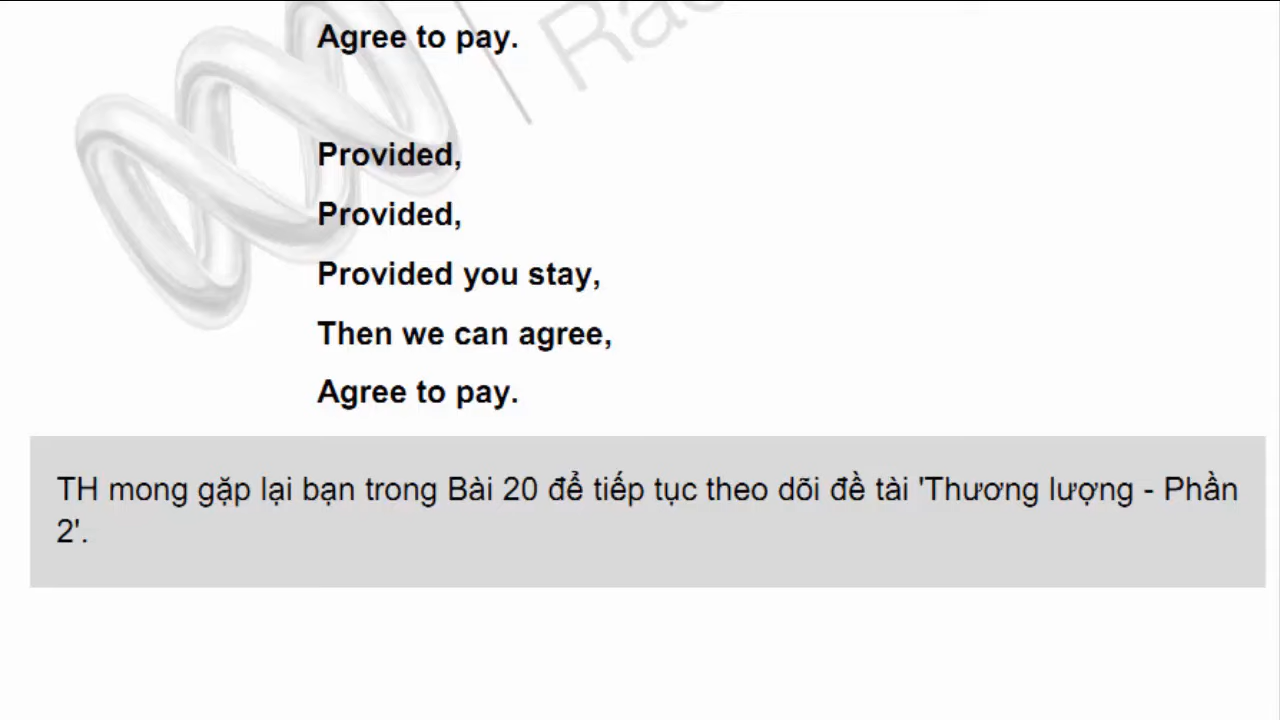 Agree to pay.
Provided,
Provided,
Provided you stay,
Then we can agree,
Agree to pay.
TH mong gặp lại bạn trong Bài 20 để tiếp tục theo dõi đề tài 'Thương lượng - Phần
2'.